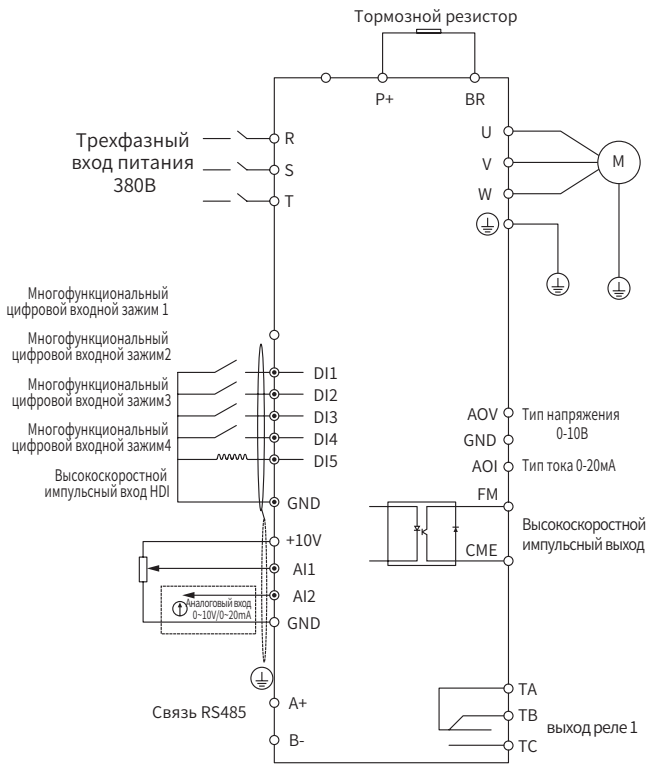 Тормозной резистор
P+
BR
Трехфазный
вход питания
380В
R
S
T
U
V
W
M
Многофункциональный
цифровой входной зажим 1
Многофункциональный
цифровой входной зажим2
Многофункциональный
цифровой входной зажим3
Многофункциональный
цифровой входной зажим4
Высокоскоростной
импульсный вход HDI
DI1
DI2
DI3
DI4
DI5
GND
+10V
AI1
AI2
GND
Аналоговый вход
0~10V/0~20mA
Связь RS485
A+
B-
AOV
Тип напряжения
0-10В
GND
AOI
Тип тока 0-20мА
FM
CME
Высокоскоростной
импульсный выход
TA
TB
TC
выход реле 1